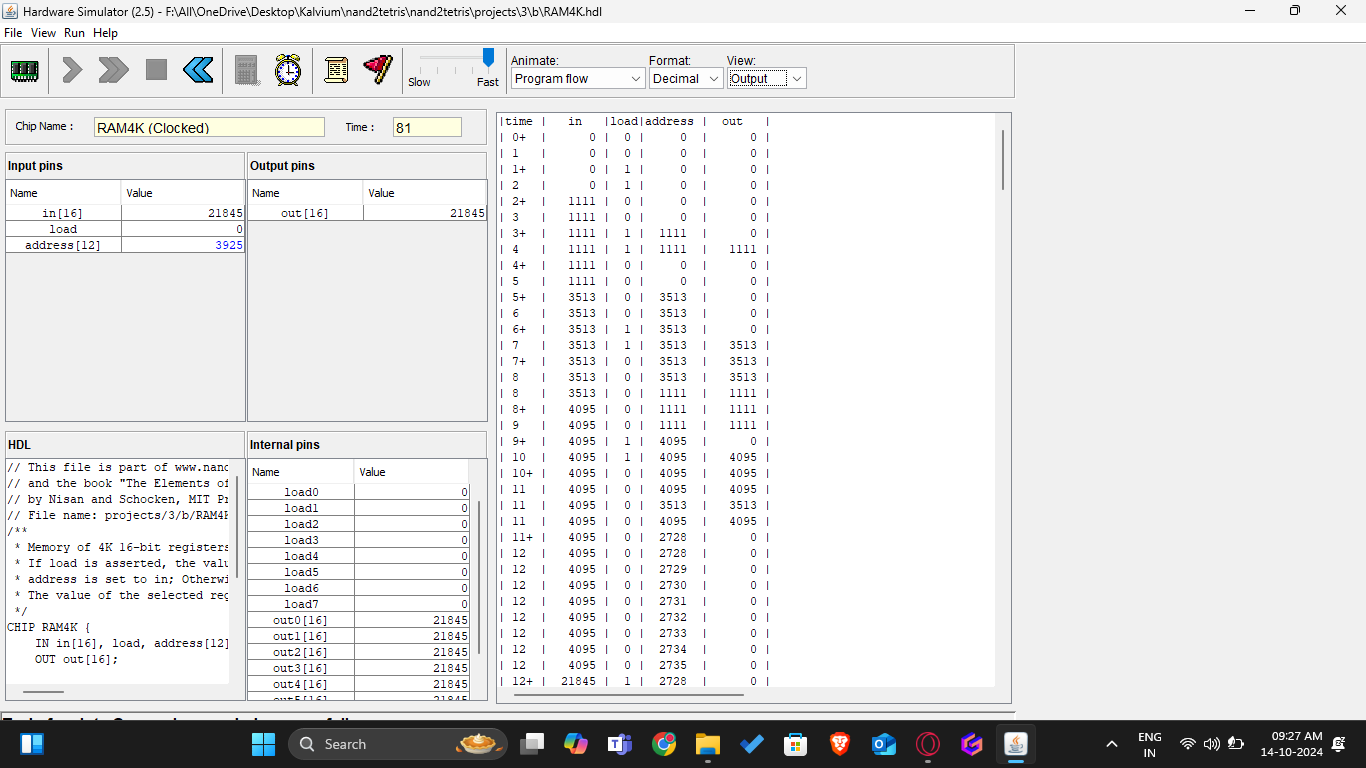 Hardware Simulator (2.5) - F:\All\OneDrive\Desktop\Kalvium\nand2tetris\nand2tetris\projects\3\b\RAM4K.hdl
File View Run Help
Animate: Format: View:
Slow Fast Program flow Decimal Output
Chip Name : RAM4K (Clocked) Time : 81
Input pins
Name Value
in[16] 21845
load 0
address[12] 3925
Output pins
Name Value
out[16] 21845
HDL
// This file is part of www.nand
// and the book "The Elements of
// by Nisan and Schocken, MIT Pr
// File name: projects/3/b/RAM4K
/**
* Memory of 4K 16-bit registers
* If load is asserted, the valu
* address is set to in; Otherwi
* The value of the selected reg
*/
CHIP RAM4K {
IN in[16], load, address[12]
OUT out[16];
Internal pins
Name Value
load0 0
load1 0
load2 0
load3 0
load4 0
load5 0
load6 0
load7 0
out0[16] 21845
out1[16] 21845
out2[16] 21845
out3[16] 21845
out4[16] 21845
|time | in |load|address | out |
| 0+ | 0 | 0 | 0 | 0 |
| 1 | 0 | 0 | 0 | 0 |
| 1+ | 0 | 1 | 0 | 0 |
| 2 | 0 | 1 | 0 | 0 |
| 2+ | 1111 | 0 | 0 | 0 |
| 3 | 1111 | 0 | 0 | 0 |
| 3+ | 1111 | 1 | 1111 | 0 |
| 4 | 1111 | 1 | 1111 | 1111 |
| 4+ | 1111 | 0 | 0 | 0 |
| 5 | 1111 | 0 | 0 | 0 |
| 5+ | 3513 | 0 | 3513 | 0 |
| 6 | 3513 | 0 | 3513 | 0 |
| 6+ | 3513 | 1 | 3513 | 0 |
| 7 | 3513 | 1 | 3513 | 3513 |
| 7+ | 3513 | 0 | 3513 | 3513 |
| 8 | 3513 | 0 | 3513 | 3513 |
| 8 | 3513 | 0 | 1111 | 1111 |
| 8+ | 4095 | 0 | 1111 | 1111 |
| 9 | 4095 | 0 | 1111 | 1111 |
| 9+ | 4095 | 1 | 4095 | 0 |
| 10 | 4095 | 1 | 4095 | 4095 |
| 10+ | 4095 | 0 | 4095 | 4095 |
| 11 | 4095 | 0 | 4095 | 4095 |
| 11 | 4095 | 0 | 3513 | 3513 |
| 11 | 4095 | 0 | 4095 | 4095 |
| 11+ | 4095 | 0 | 2728 | 0 |
| 12 | 4095 | 0 | 2728 | 0 |
| 12 | 4095 | 0 | 2729 | 0 |
| 12 | 4095 | 0 | 2730 | 0 |
| 12 | 4095 | 0 | 2731 | 0 |
| 12 | 4095 | 0 | 2732 | 0 |
| 12 | 4095 | 0 | 2733 | 0 |
| 12 | 4095 | 0 | 2734 | 0 |
| 12 | 4095 | 0 | 2735 | 0 |
| 12+ | 21845 | 1 | 2728 | 0 |
Search
ENG
IN
09:27 AM
14-10-2024